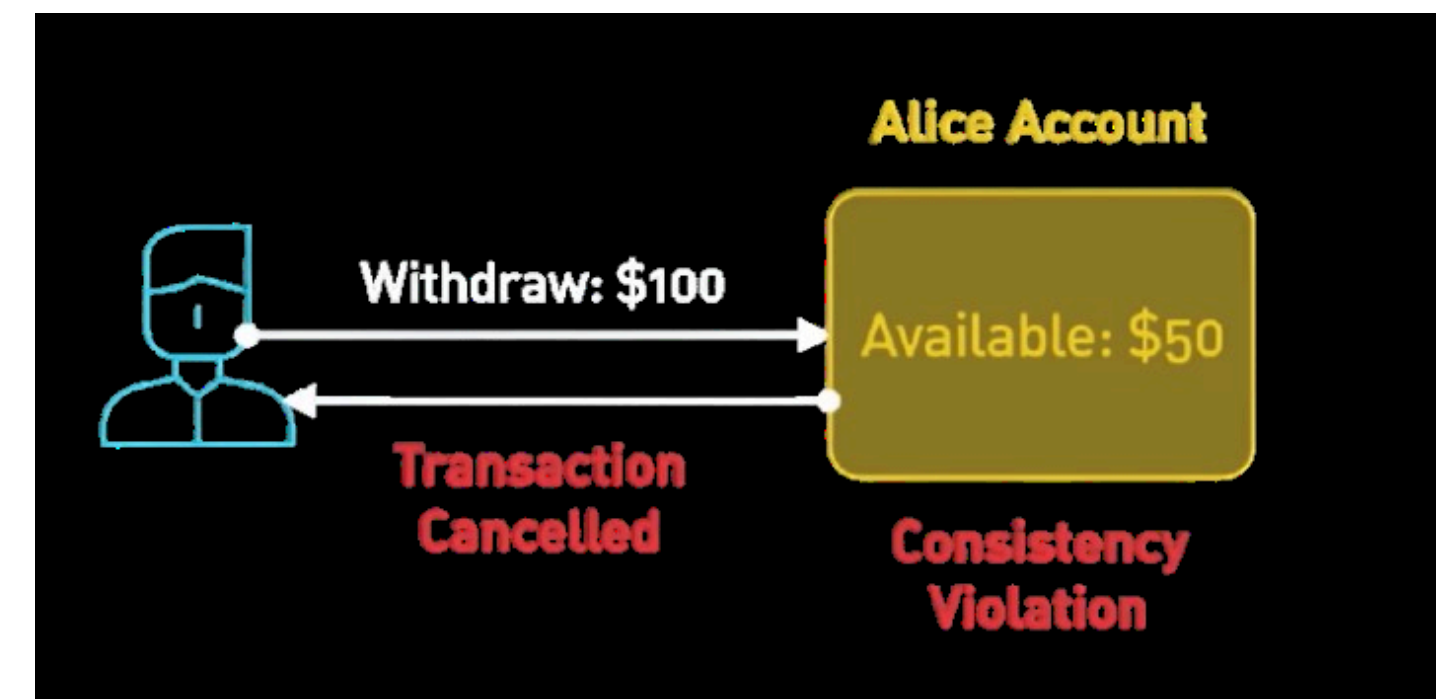 Alice Account
Withdraw: $100
Available: $50
Transaction
Cancelled
Consistency
Violation